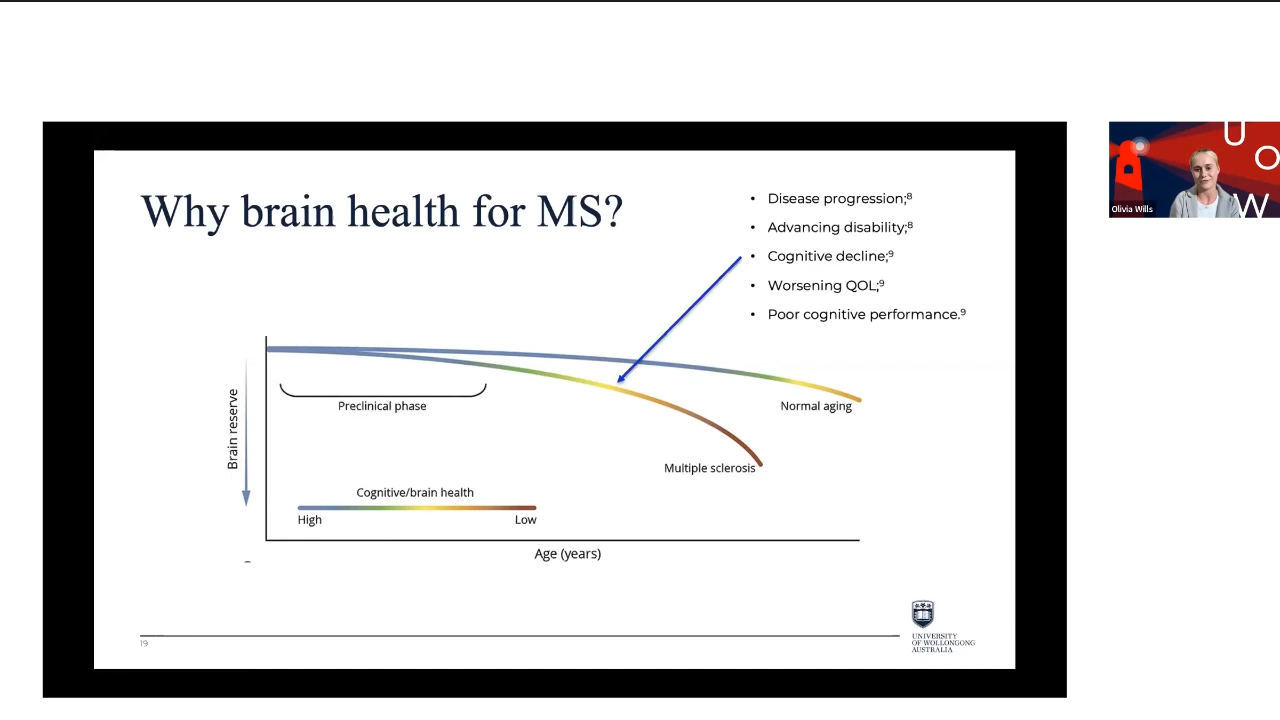 Why brain health for MS?
• Disease progression;⁸
• Advancing disability;⁸
• Cognitive decline;⁹
• Worsening QOL;⁹
• Poor cognitive performance.⁹
Brain reserve
Preclinical phase
Normal aging
Multiple sclerosis
Cognitive/brain health
High
Low
Age (years)
19
UNIVERSITY
OF WOLLONGONG
AUSTRALIA
U
O
W
Olivia Wills